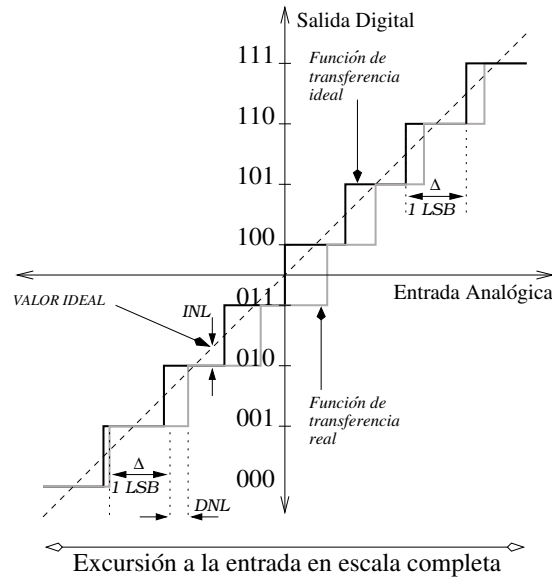 Salida Digital
111
Función de
transferencia
ideal
110
101
Δ
1 LSB
100
Entrada Analógica
VALOR IDEAL
INL
011
010
Función de
transferencia
real
001
Δ
1 LSB
000
DNL
Excursión a la entrada en escala completa